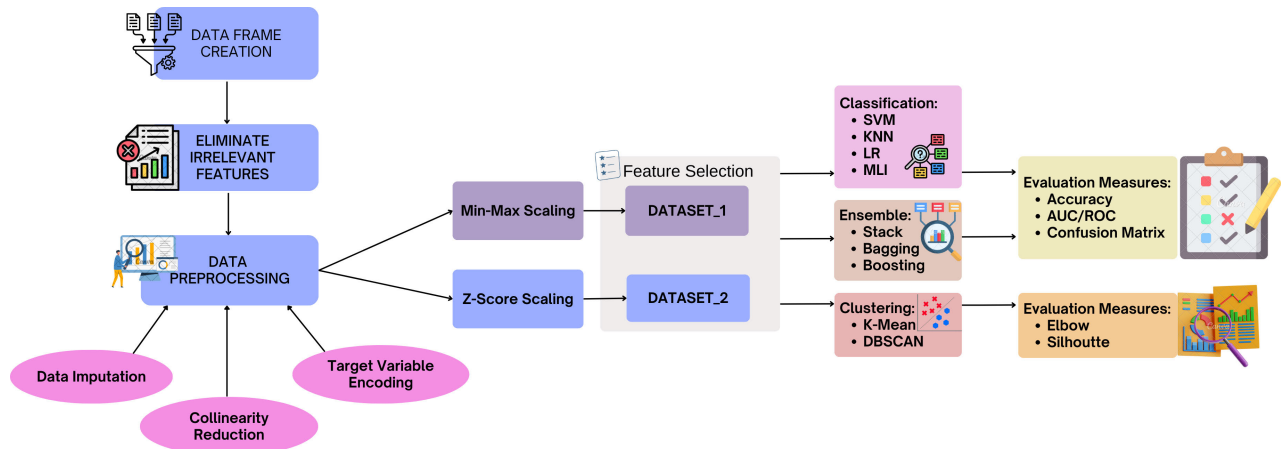 DATA FRAME
CREATION
ELIMINATE
IRRELEVANT
FEATURES
DATA
PREPROCESSING
Data Imputation
Collinearity
Reduction
Target Variable
Encoding
Min-Max Scaling
Z-Score Scaling
Feature Selection
DATASET_1
DATASET_2
Classification:
• SVM
• KNN
• LR
• MLI
Ensemble:
• Stack
• Bagging
• Boosting
Clustering:
• K-Mean
• DBSCAN
Evaluation Measures:
• Accuracy
• AUC/ROC
• Confusion Matrix
Evaluation Measures:
• Elbow
• Silhoutte